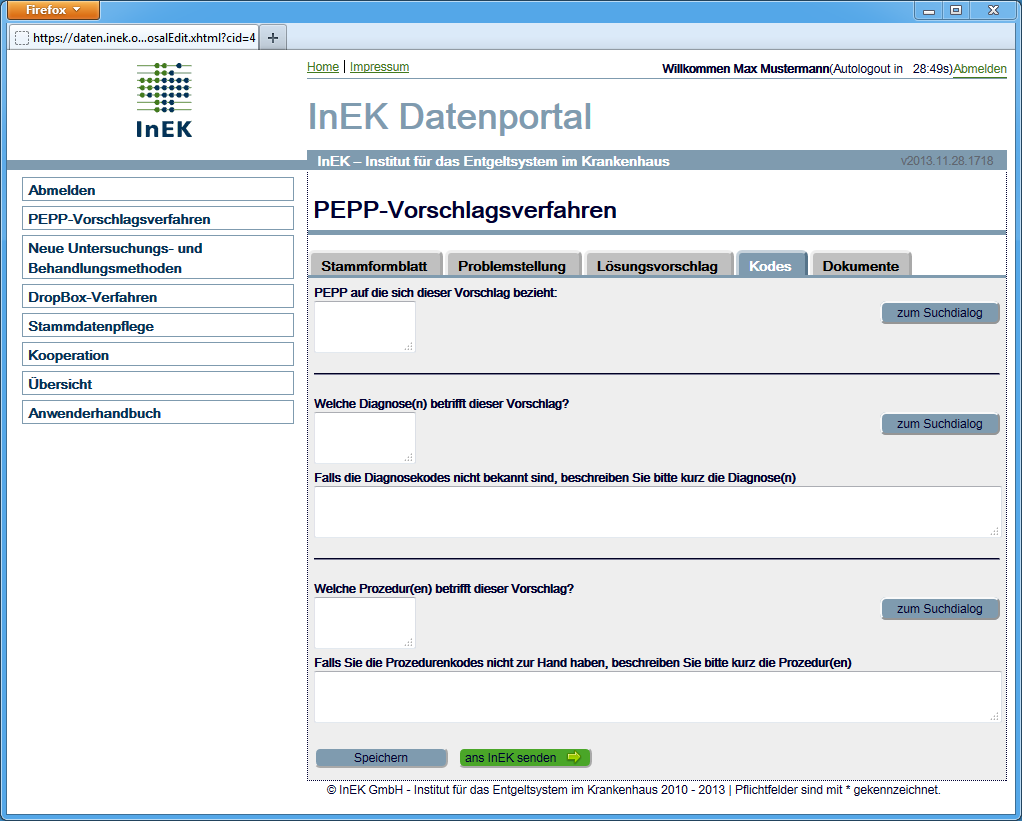 Firefox
https://daten.inek.o...osalEdit.xhtml?cid=4
Home | Impressum
Willkommen Max Mustermann(Autologout in 28:49s)Abmelden
InEK
InEK Datenportal
InEK – Institut für das Entgeltsystem im Krankenhaus
v2013.11.28.1718
Abmelden
PEPP-Vorschlagsverfahren
Neue Untersuchungs- und
Behandlungsmethoden
DropBox-Verfahren
Stammdatenpflege
Kooperation
Übersicht
Anwenderhandbuch
PEPP-Vorschlagsverfahren
Stammformblatt
Problemstellung
Lösungsvorschlag
Kodes
Dokumente
PEPP auf die sich dieser Vorschlag bezieht:
zum Suchdialog
Welche Diagnose(n) betrifft dieser Vorschlag?
zum Suchdialog
Falls die Diagnosekodes nicht bekannt sind, beschreiben Sie bitte kurz die Diagnose(n)
Welche Prozedur(en) betrifft dieser Vorschlag?
zum Suchdialog
Falls Sie die Prozedurenkodes nicht zur Hand haben, beschreiben Sie bitte kurz die Prozedur(en)
Speichern
ans InEK senden
© InEK GmbH - Institut für das Entgeltsystem im Krankenhaus 2010 - 2013 | Pflichtfelder sind mit * gekennzeichnet.